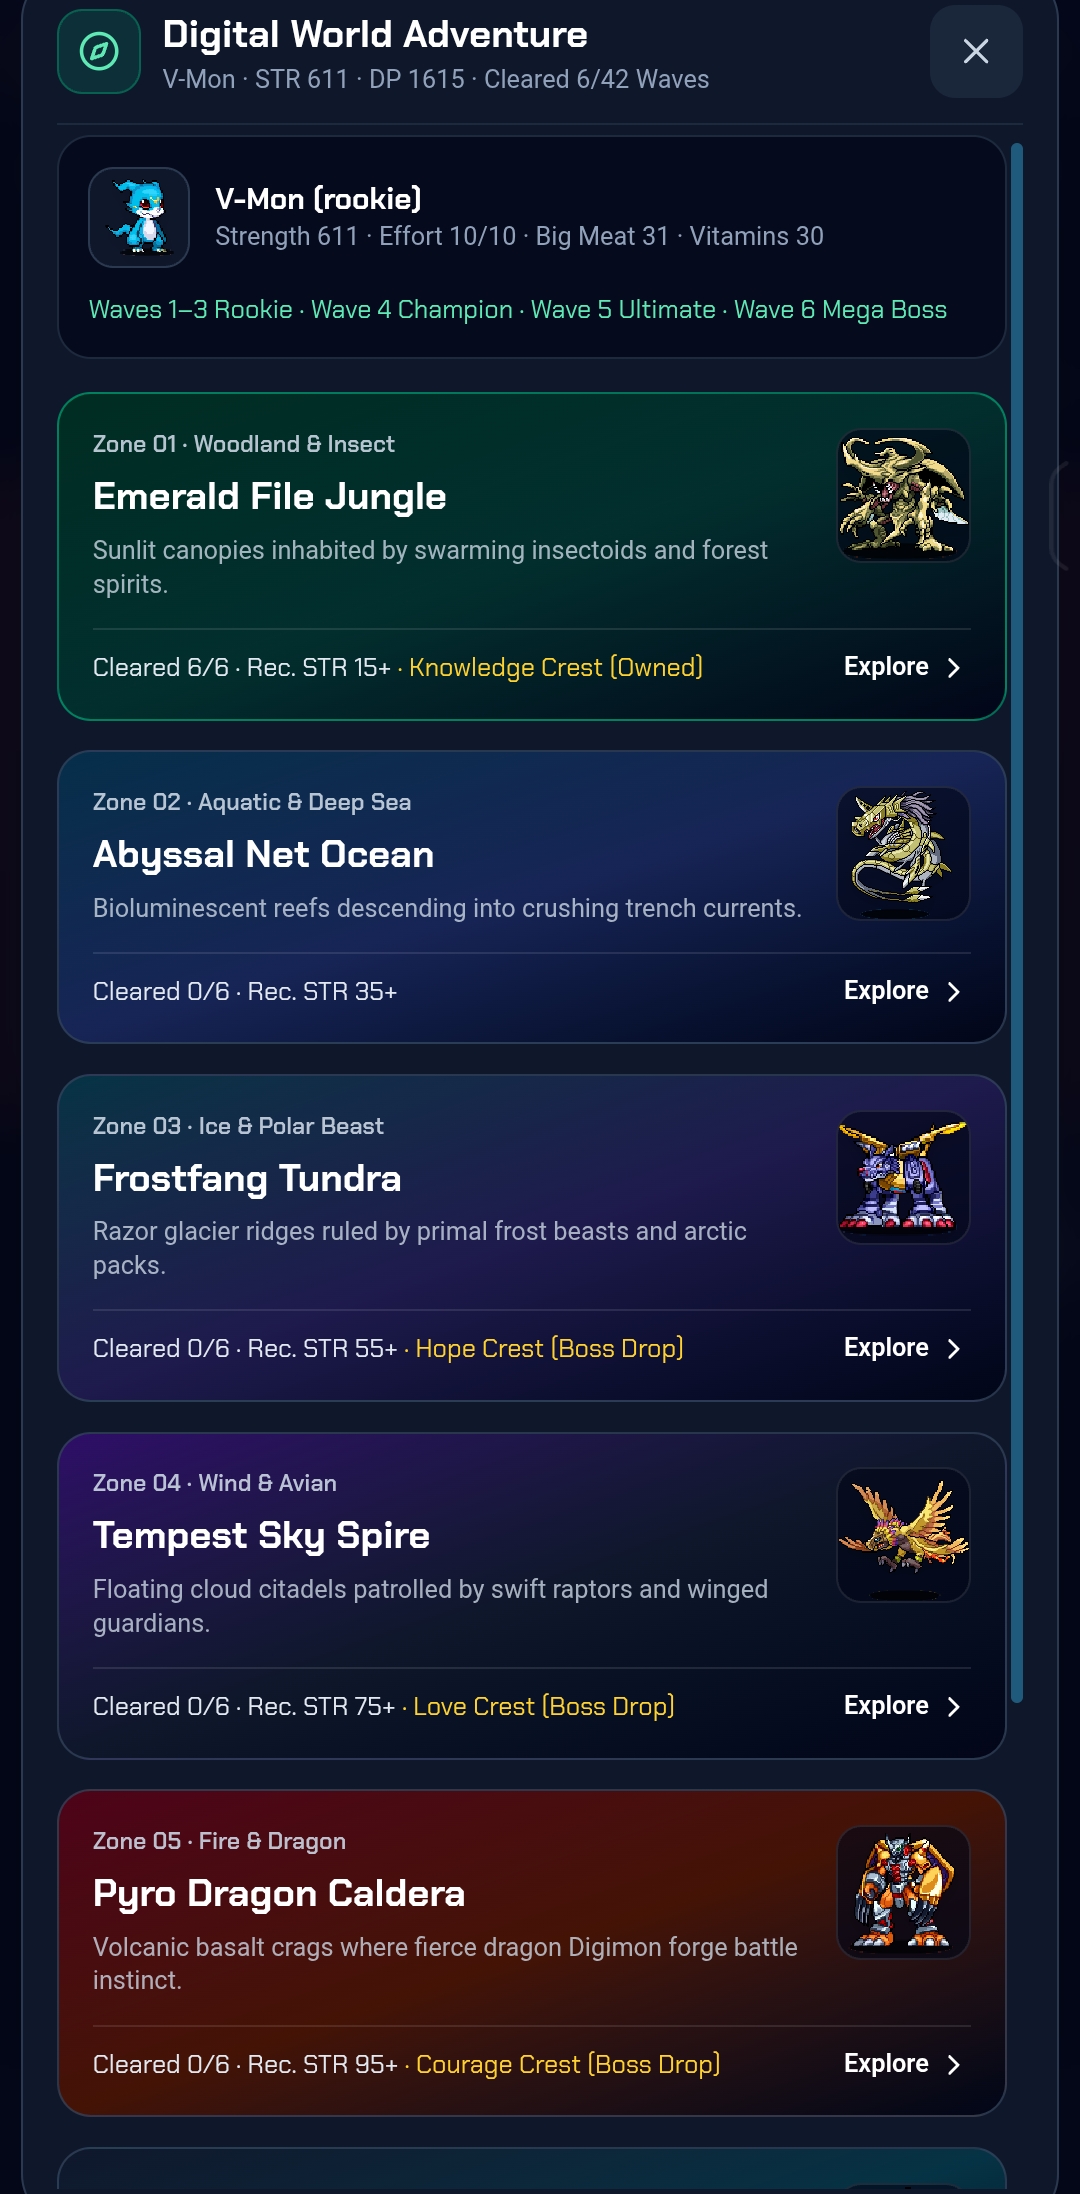 Digital World Adventure
V-Mon · STR 611 · DP 1615 · Cleared 6/42 Waves
V-Mon (rookie)
Strength 611 · Effort 10/10 · Big Meat 31 · Vitamins 30
Waves 1–3 Rookie · Wave 4 Champion · Wave 5 Ultimate · Wave 6 Mega Boss
Zone 01 · Woodland & Insect
Emerald File Jungle
Sunlit canopies inhabited by swarming insectoids and forest
spirits.
Cleared 6/6 · Rec. STR 15+ · Knowledge Crest (Owned)
Explore
Zone 02 · Aquatic & Deep Sea
Abyssal Net Ocean
Bioluminescent reefs descending into crushing trench currents.
Cleared 0/6 · Rec. STR 35+
Explore
Zone 03 · Ice & Polar Beast
Frostfang Tundra
Razor glacier ridges ruled by primal frost beasts and arctic
packs.
Cleared 0/6 · Rec. STR 55+ · Hope Crest (Boss Drop)
Explore
Zone 04 · Wind & Avian
Tempest Sky Spire
Floating cloud citadels patrolled by swift raptors and winged
guardians.
Cleared 0/6 · Rec. STR 75+ · Love Crest (Boss Drop)
Explore
Zone 05 · Fire & Dragon
Pyro Dragon Caldera
Volcanic basalt crags where fierce dragon Digimon forge battle
instinct.
Cleared 0/6 · Rec. STR 95+ · Courage Crest (Boss Drop)
Explore